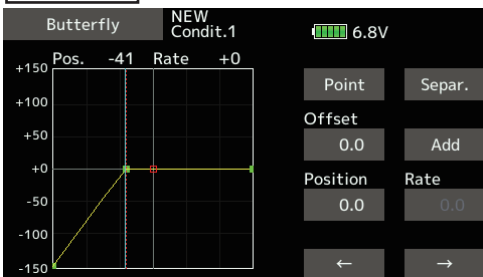 Butterfly
NEW
Condit.1
6.8V
Pos. -41 Rate +0
+150
+100
+50
+0
-50
-100
-150
Point Separ.
Offset
0.0 Add
Position Rate
0.0 0.0
← →